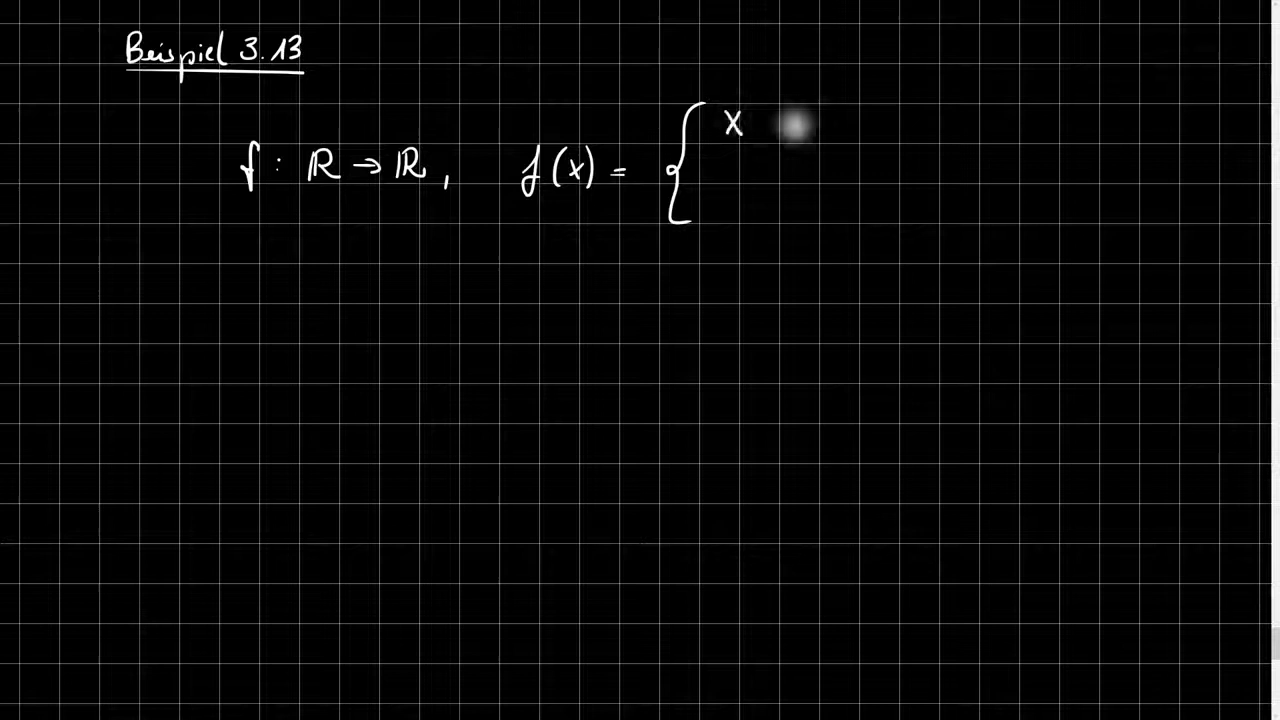 Beispiel 3.13
f : ℝ → ℝ , f(x) = { x